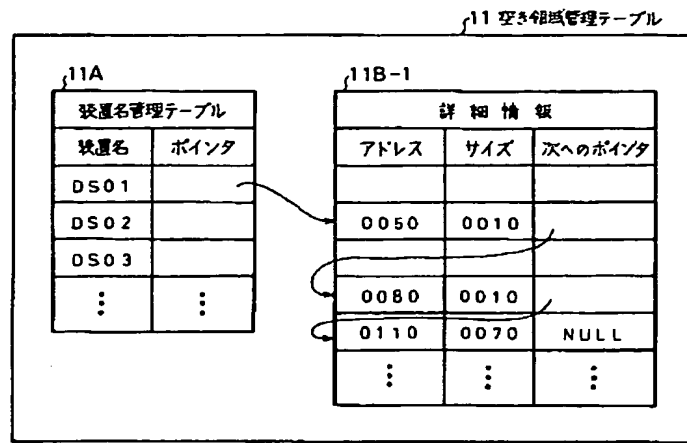 11 空き領域管理テーブル
11A
装置名管理テーブル
装置名 ポインタ
DS01
DS02
DS03
⋮ ⋮
11B-1
詳細情報
アドレス サイズ 次へのポインタ
0050 0010
0080 0010
0110 0070 NULL
⋮ ⋮ ⋮